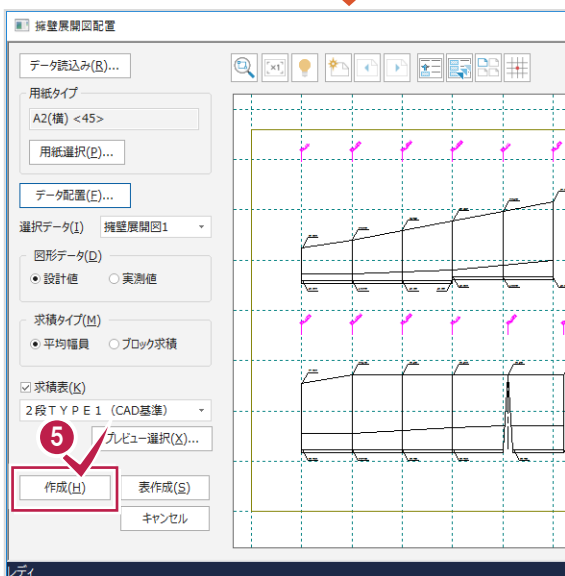 擁壁展開図配置
データ読込み(R)...
×1
用紙タイプ
A2(横) <45>
用紙選択(P)...
データ配置(E)...
選択データ(I) 擁壁展開図1
図形データ(D)
設計値 実測値
求積タイプ(M)
平均幅員 ブロック求積
求積表(K)
2段TYPE1 (CAD基準)
5
プレビュー選択(X)...
作成(H) 表作成(S)
キャンセル
レディ